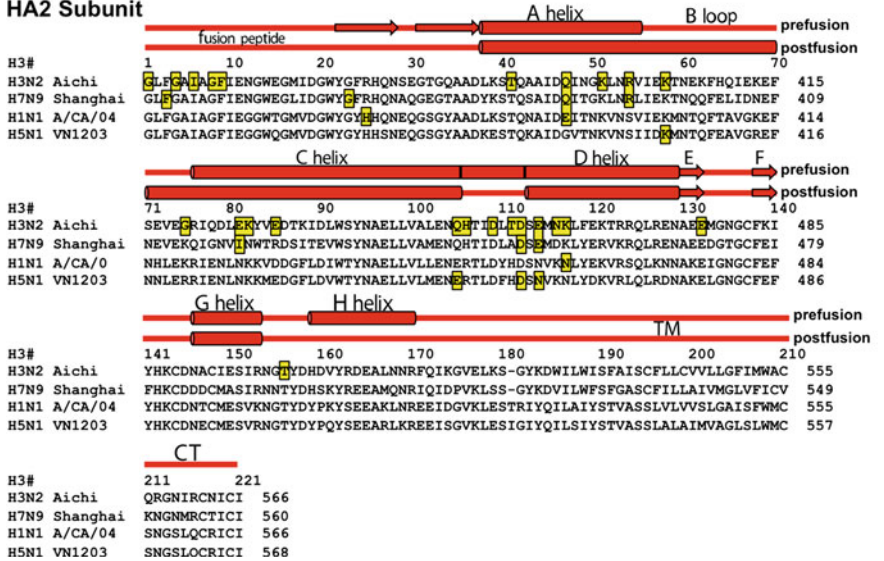 HA2 Subunit
A helix B loop prefusion
fusion peptide postfusion
H3# 1 10 20 30 40 50 60 70
H3N2 Aichi GLFGAIAGFIENGWEGMIDGWYGFRHQNSEGTGQAADLKSTQAAIDQINGKLNRVIEKTNEKFHQIEKEF 415
H7N9 Shanghai GLFGAIAGFIENGWEGLIDGWYGFRHQNAQGEGTAADYKSTQSAIDQITGKLNRLIEKTNQQFELIDNEF 409
H1N1 A/CA/04 GLFGAIAGFIEGGWTGMVDGWYGYHHQNEQGSGYAADLKSTQNAIDEITNKVNSVIEKMNTQFTAVGKEF 414
H5N1 VN1203 GLFGAIAGFIEGGWQGMVDGWYGYHHSNEQGSGYAADKESTQKAIDGVTNKVNSIIDKMNTQFEAVGREF 416
C helix D helix E F prefusion
postfusion
H3# 71 80 90 100 110 120 130 140
H3N2 Aichi SEVEGRIQDLEKYVEDTKIDLWSYNAELLVALENQHTIDLTDSEMNKLFEKTRRQLRENAEEMGNGCFKI 485
H7N9 Shanghai NEVEKQIGNVINWTRDSITEVWSYNAELLVAMENQHTIDLADSEMDKLYERVKRQLRENAEEDGTGCFEI 479
H1N1 A/CA/0 NHLEKRIENLNKKVDDGFLDIWTYNAELLVLLENERTLDYHDSNVKNLYEKVRSQLKNNAKEIGNGCFEF 484
H5N1 VN1203 NNLERRIENLNKKMEDGFLDVWTYNAELLVLMENERTLDFHDSNVKNLYDKVRLQLRDNAKELGNGCFEF 486
G helix H helix prefusion
TM postfusion
H3# 141 150 160 170 180 190 200 210
H3N2 Aichi YHKCDNACIESIRNGTYDHDVYRDEALNNRFQIKGVELKS-GYKDWILWISFAISCFLLCVVLLGFIMWAC 555
H7N9 Shanghai FHKCDDDCMASIRNNTYDHSKYREEAMQNRIQIDPVKLSS-GYKDVILWFSFGASCFILLAIVMGLVFICV 549
H1N1 A/CA/04 YHKCDNTCMESVKNGTYDYPKYSEEAKLNREEIDGVKLESTRIYQILAIYSTVASSLVLVVSLGAISFWMC 555
H5N1 VN1203 YHKCDNECMESVRNGTYDYPQYSEEARLKREEISGVKLESIGIYQILSIYSTVASSLALAIMVAGLSLWMC 557
CT
H3# 211 221
H3N2 Aichi QRGNIRCNICI 566
H7N9 Shanghai KNGNMRCTICI 560
H1N1 A/CA/04 SNGSLQCRICI 566
H5N1 VN1203 SNGSLQCRICI 568